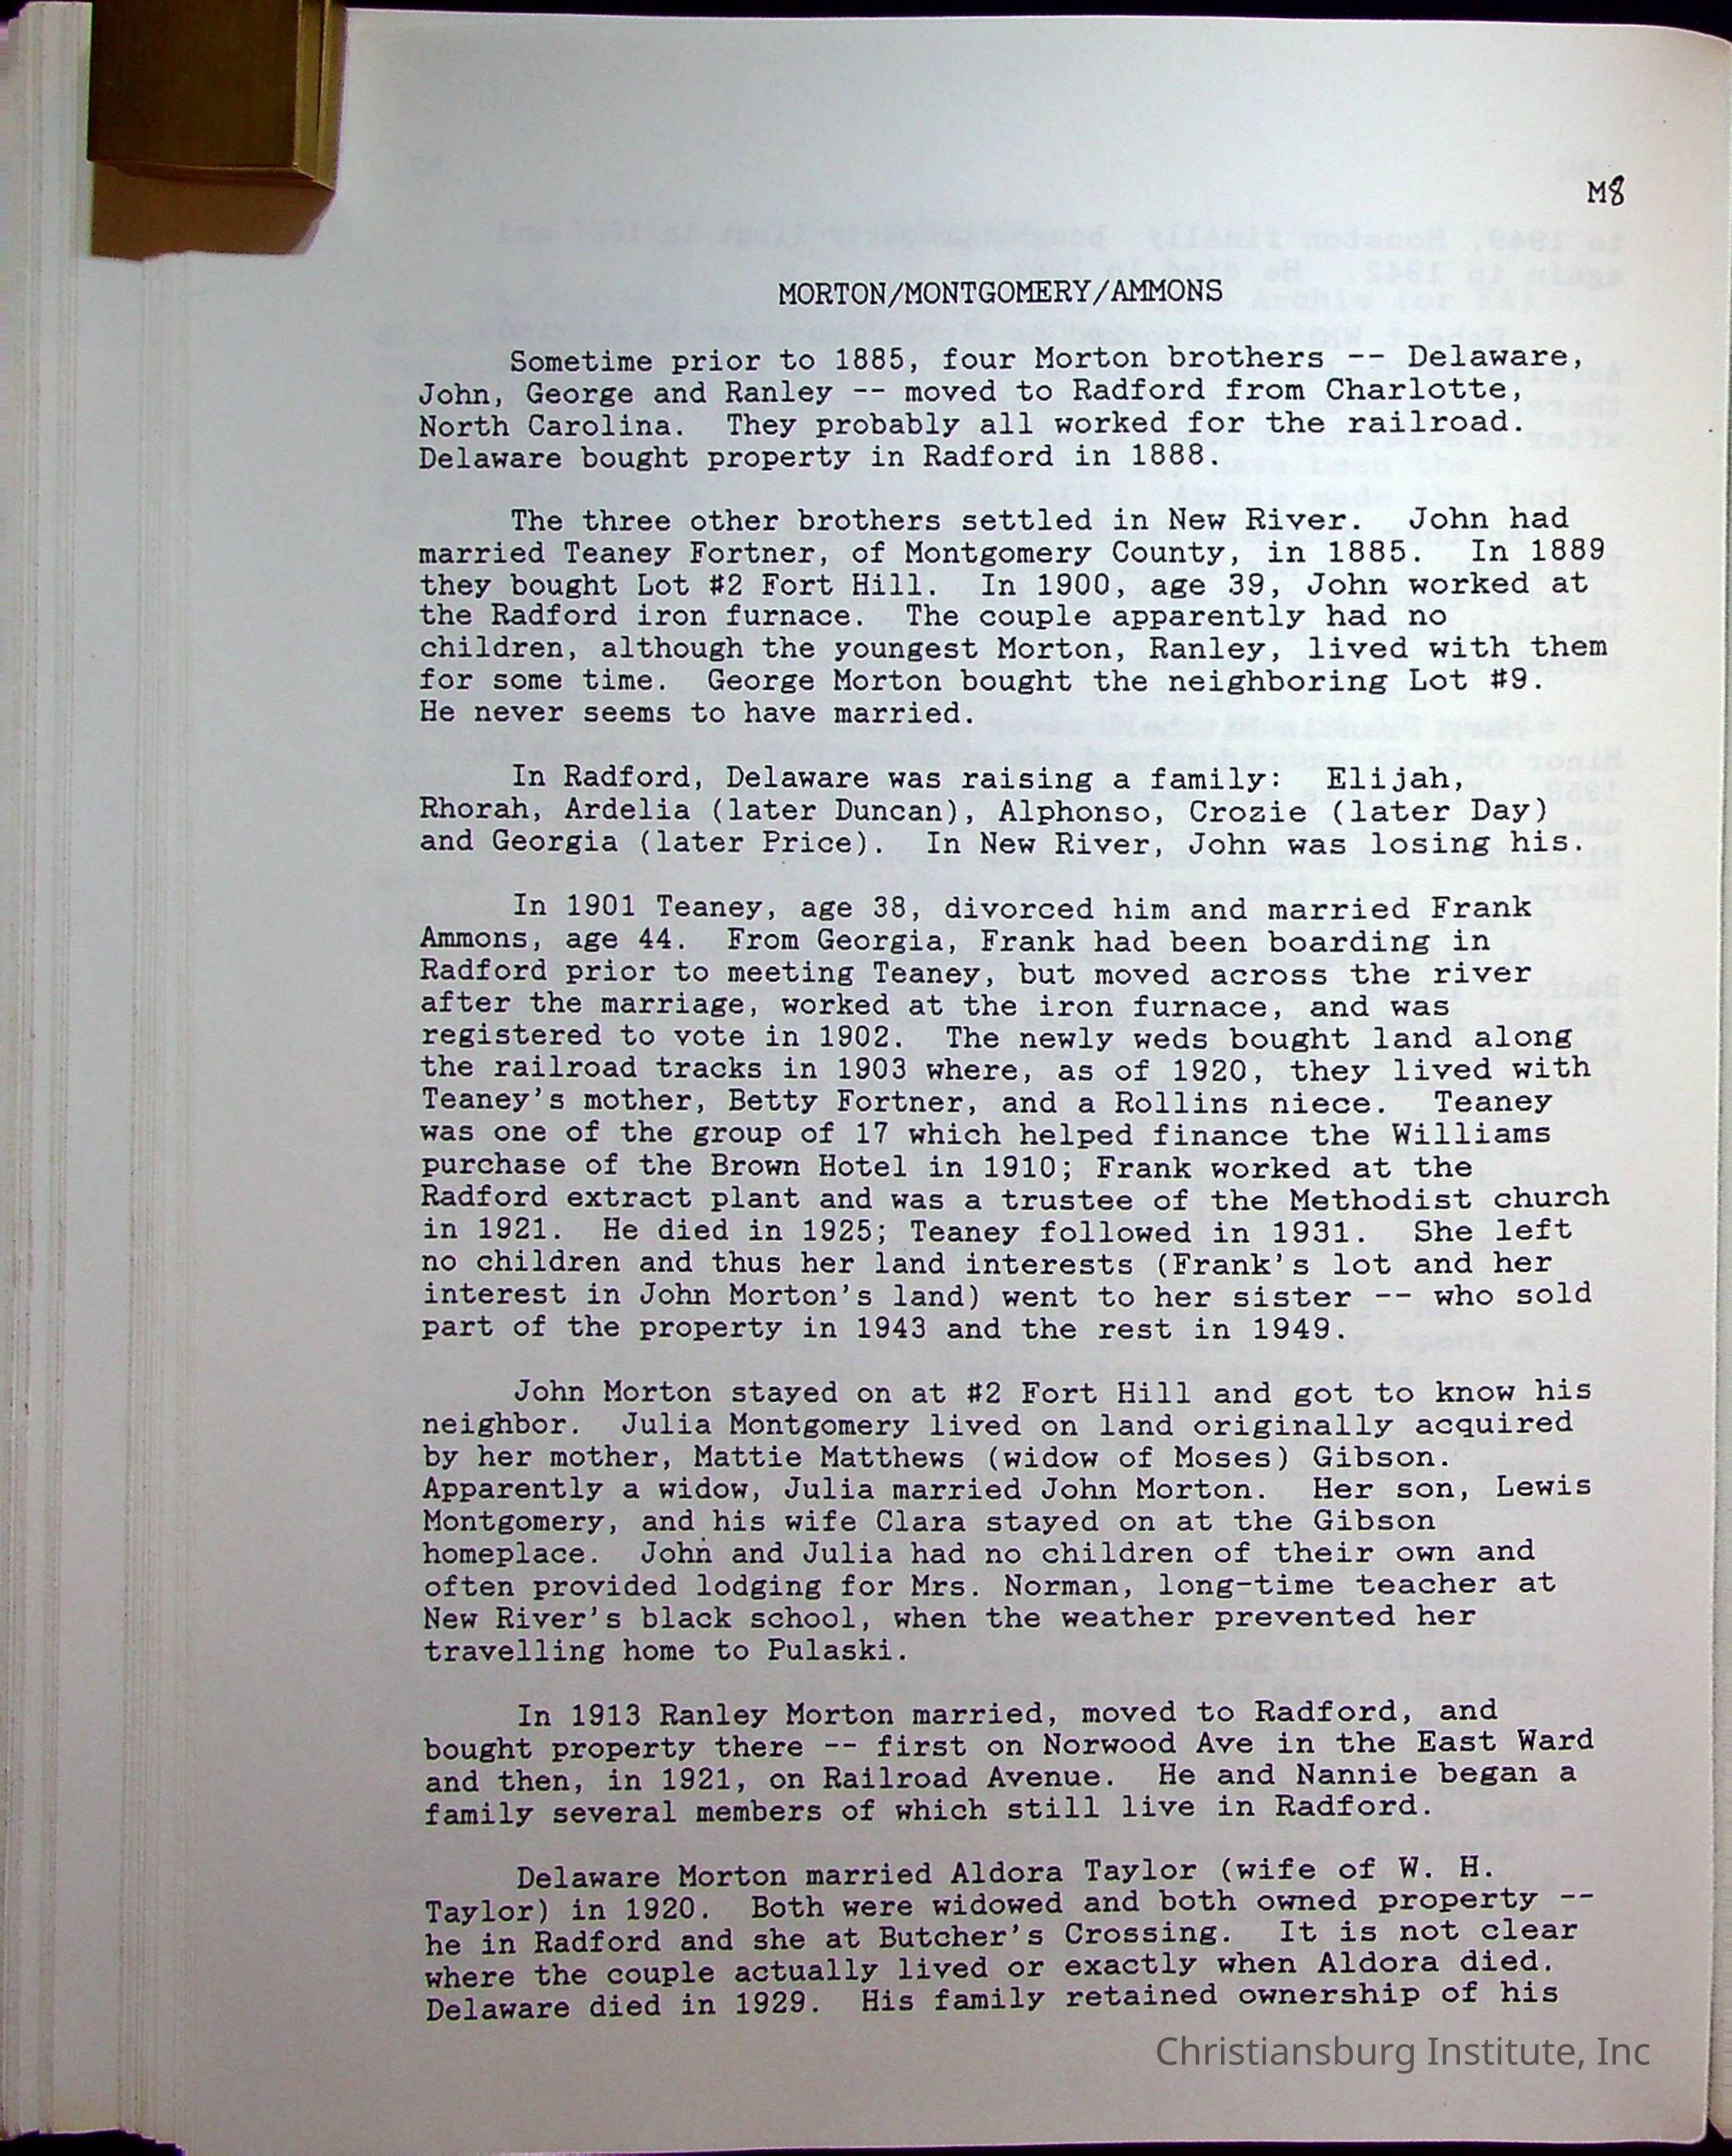 M8
MORTON/MONTGOMERY/AMMONS
Sometime prior to 1885, four Morton brothers -- Delaware,
John, George and Ranley -- moved to Radford from Charlotte,
North Carolina. They probably all worked for the railroad.
Delaware bought property in Radford in 1888.
The three other brothers settled in New River. John had
married Teaney Fortner, of Montgomery County, in 1885. In 1889
they bought Lot #2 Fort Hill. In 1900, age 39, John worked at
the Radford iron furnace. The couple apparently had no
children, although the youngest Morton, Ranley, lived with them
for some time. George Morton bought the neighboring Lot #9.
He never seems to have married.
In Radford, Delaware was raising a family: Elijah,
Rhorah, Ardelia (later Duncan), Alphonso, Crozie (later Day)
and Georgia (later Price). In New River, John was losing his.
In 1901 Teaney, age 38, divorced him and married Frank
Ammons, age 44. From Georgia, Frank had been boarding in
Radford prior to meeting Teaney, but moved across the river
after the marriage, worked at the iron furnace, and was
registered to vote in 1902. The newly weds bought land along
the railroad tracks in 1903 where, as of 1920, they lived with
Teaney's mother, Betty Fortner, and a Rollins niece. Teaney
was one of the group of 17 which helped finance the Williams
purchase of the Brown Hotel in 1910; Frank worked at the
Radford extract plant and was a trustee of the Methodist church
in 1921. He died in 1925; Teaney followed in 1931. She left
no children and thus her land interests (Frank's lot and her
interest in John Morton's land) went to her sister -- who sold
part of the property in 1943 and the rest in 1949.
John Morton stayed on at #2 Fort Hill and got to know his
neighbor. Julia Montgomery lived on land originally acquired
by her mother, Mattie Matthews (widow of Moses) Gibson.
Apparently a widow, Julia married John Morton. Her son, Lewis
Montgomery, and his wife Clara stayed on at the Gibson
homeplace. John and Julia had no children of their own and
often provided lodging for Mrs. Norman, long-time teacher at
New River's black school, when the weather prevented her
travelling home to Pulaski.
In 1913 Ranley Morton married, moved to Radford, and
bought property there -- first on Norwood Ave in the East Ward
and then, in 1921, on Railroad Avenue. He and Nannie began a
family several members of which still live in Radford.
Delaware Morton married Aldora Taylor (wife of W. H.
Taylor) in 1920. Both were widowed and both owned property --
he in Radford and she at Butcher's Crossing. It is not clear
where the couple actually lived or exactly when Aldora died.
Delaware died in 1929. His family retained ownership of his
Christiansburg Institute, Inc